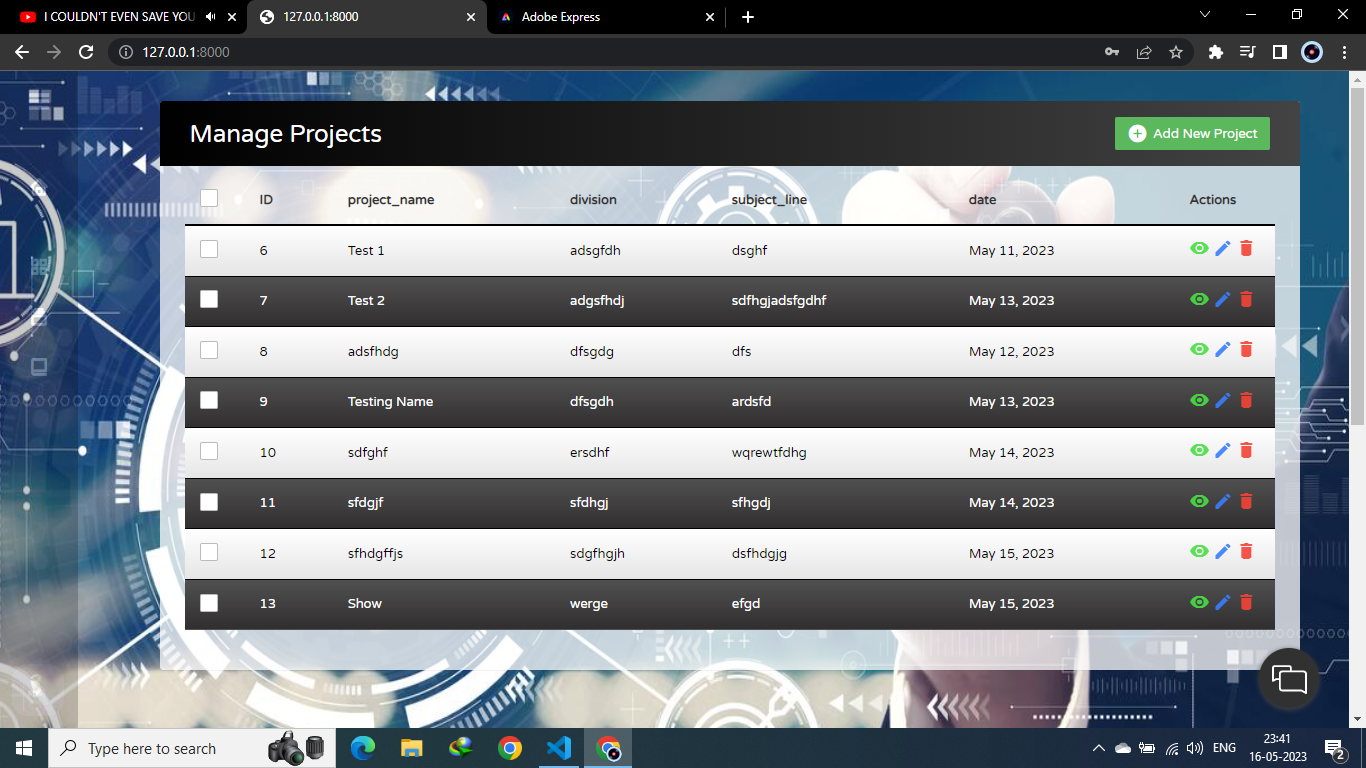 I COULDN'T EVEN SAVE YOU
127.0.0.1:8000
Adobe Express
127.0.0.1:8000
Manage Projects
Add New Project
ID project_name division subject_line date Actions
6 Test 1 adsgfdh dsghf May 11, 2023
7 Test 2 adgsfhdj sdfhgjadsfgdhf May 13, 2023
8 adsfhdg dfsgdg dfs May 12, 2023
9 Testing Name dfsgdh ardsfd May 13, 2023
10 sdfghf ersdhf wqrewtfdhg May 14, 2023
11 sfdgjf sfdhgj sfhgdj May 14, 2023
12 sfhdgffjs sdgfhgjh dsfhdgjg May 15, 2023
13 Show werge efgd May 15, 2023
Type here to search
ENG
23:41
16-05-2023
2